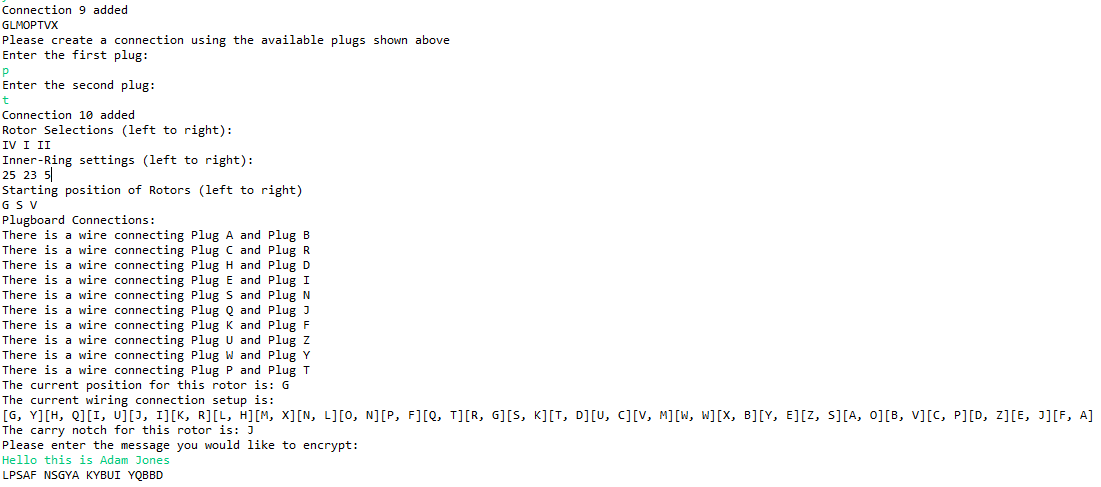 Connection 9 added
GLMOPTVX
Please create a connection using the available plugs shown above
Enter the first plug:
p
Enter the second plug:
t
Connection 10 added
Rotor Selections (left to right):
IV I II
Inner-Ring settings (left to right):
25 23 5
Starting position of Rotors (left to right)
G S V
Plugboard Connections:
There is a wire connecting Plug A and Plug B
There is a wire connecting Plug C and Plug R
There is a wire connecting Plug H and Plug D
There is a wire connecting Plug E and Plug I
There is a wire connecting Plug S and Plug N
There is a wire connecting Plug Q and Plug J
There is a wire connecting Plug K and Plug F
There is a wire connecting Plug U and Plug Z
There is a wire connecting Plug W and Plug Y
There is a wire connecting Plug P and Plug T
The current position for this rotor is: G
The current wiring connection setup is:
[G, Y][H, Q][I, U][J, I][K, R][L, H][M, X][N, L][O, N][P, F][Q, T][R, G][S, K][T, D][U, C][V, M][W, W][X, B][Y, E][Z, S][A, O][B, V][C, P][D, Z][E, J][F, A]
The carry notch for this rotor is: J
Please enter the message you would like to encrypt:
Hello this is Adam Jones
LPSAF NSGYA KYBUI YQBBD